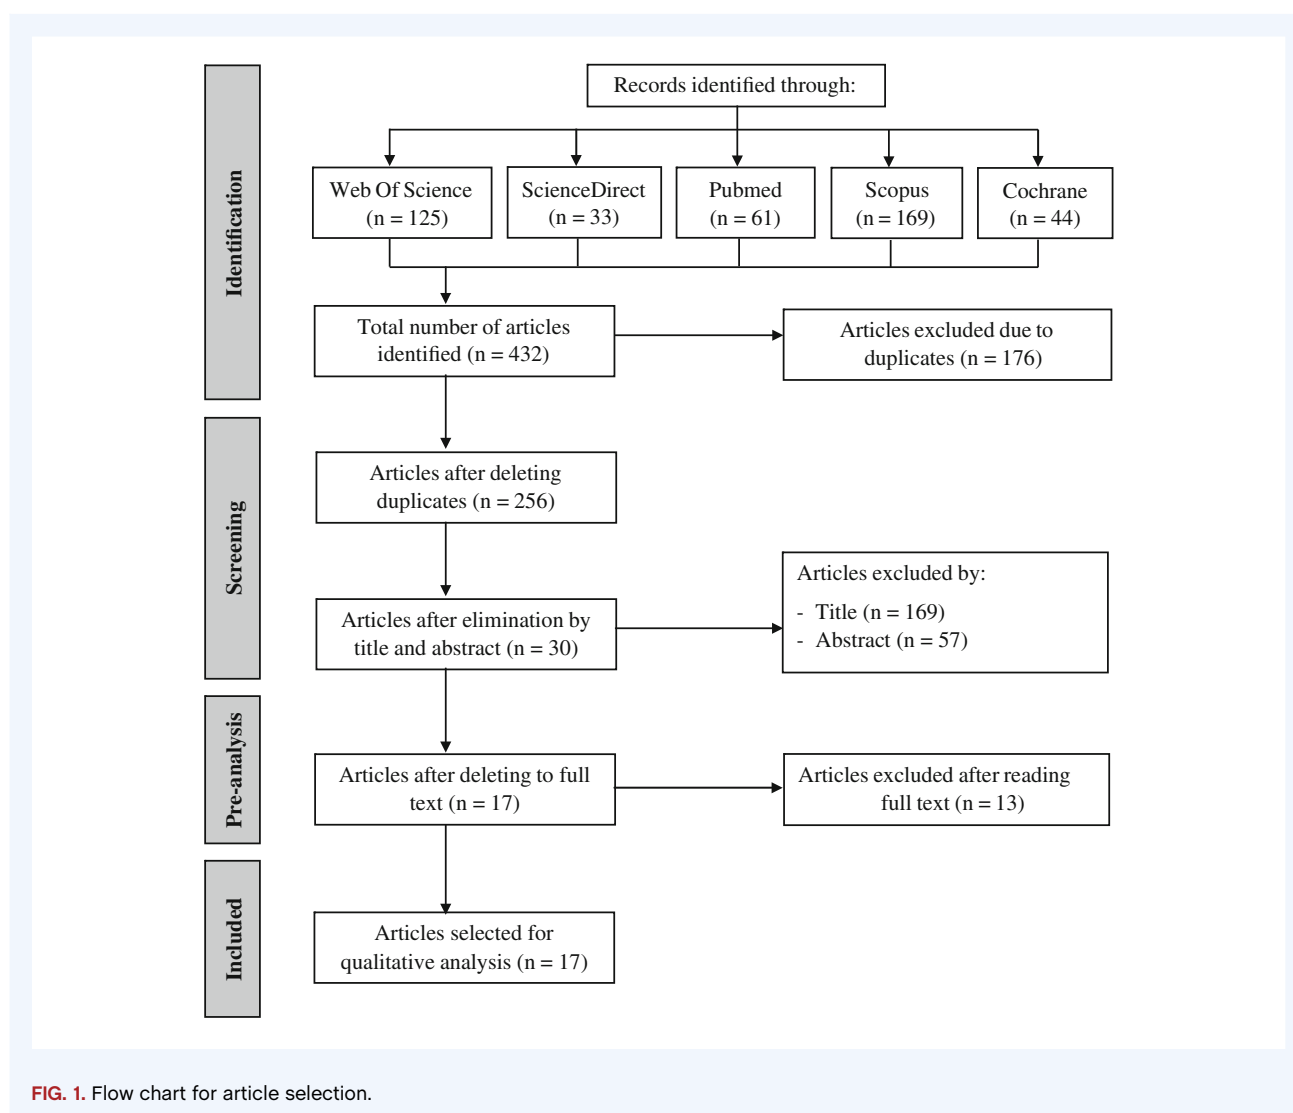 Identification
Records identified through:
Web Of Science
(n = 125)
ScienceDirect
(n = 33)
Pubmed
(n = 61)
Scopus
(n = 169)
Cochrane
(n = 44)
Total number of articles
identified (n = 432)
Articles excluded due to
duplicates (n = 176)
Screening
Articles after deleting
duplicates (n = 256)
Articles after elimination by
title and abstract (n = 30)
Articles excluded by:
- Title (n = 169)
- Abstract (n = 57)
Pre-analysis
Articles after deleting to full
text (n = 17)
Articles excluded after reading
full text (n = 13)
Included
Articles selected for
qualitative analysis (n = 17)
FIG. 1. Flow chart for article selection.